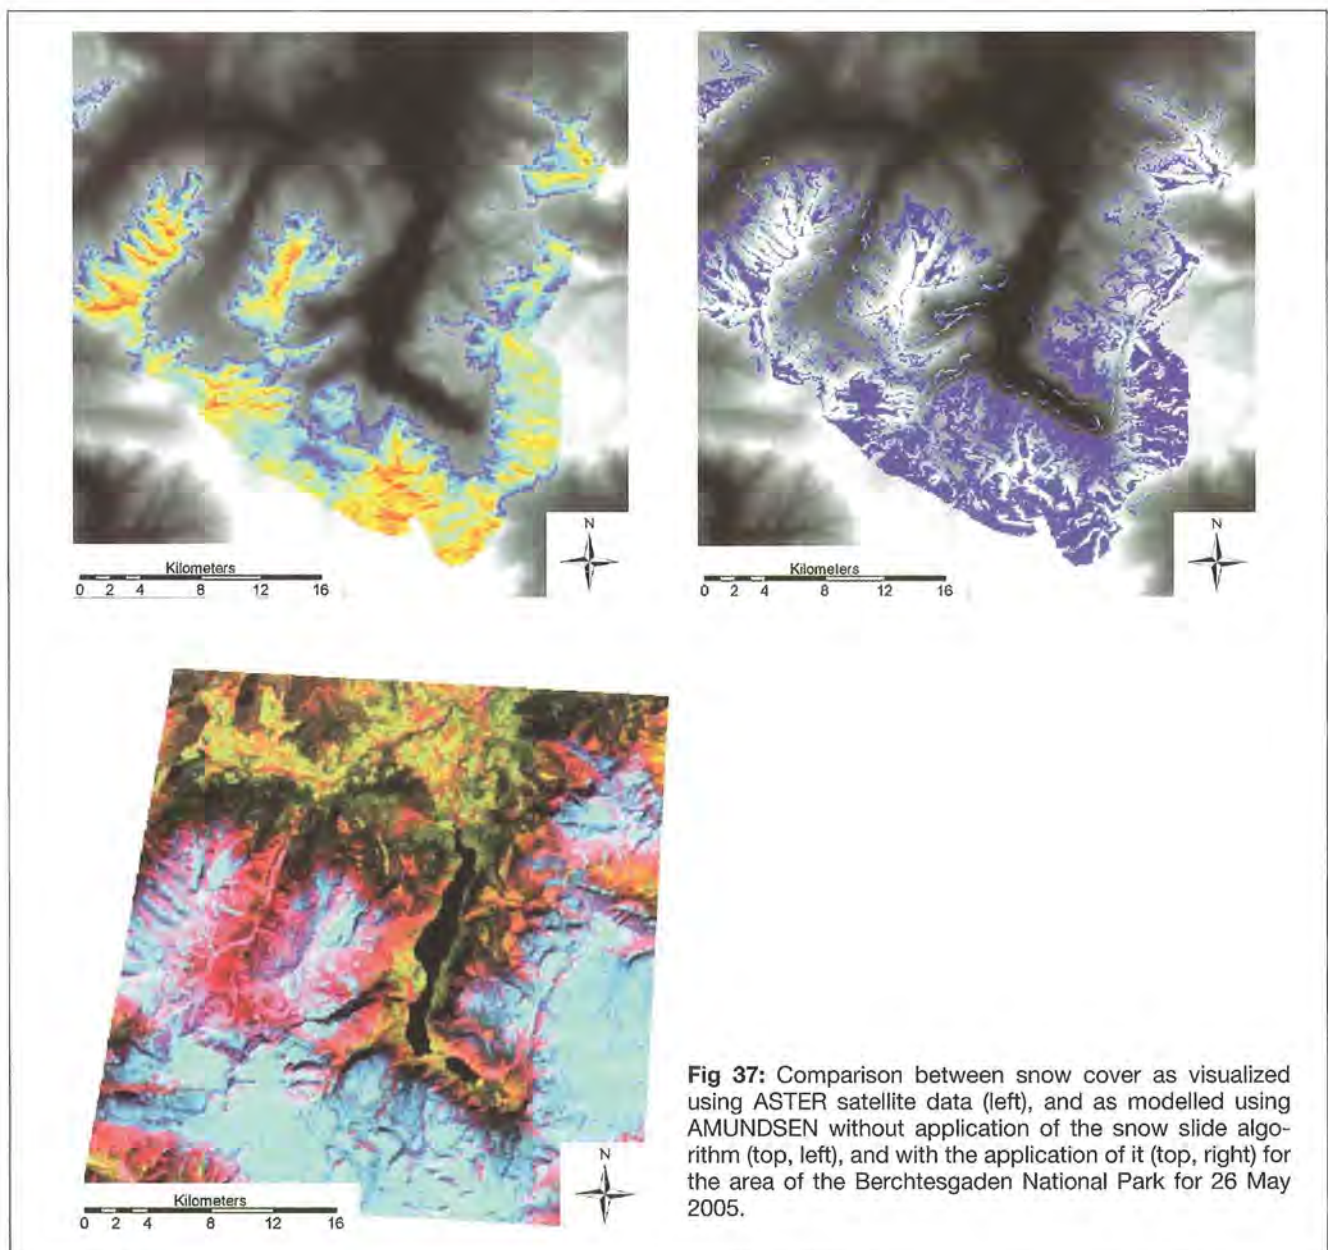 N
Kilometers
0 2 4 8 12 16
N
Kilometers
0 2 4 8 12 16
N
Kilometers
0 2 4 8 12 16
Fig 37: Comparison between snow cover as visualized
using ASTER satellite data (left), and as modelled using
AMUNDSEN without application of the snow slide algo-
rithm (top, left), and with the application of it (top, right) for
the area of the Berchtesgaden National Park for 26 May
2005.